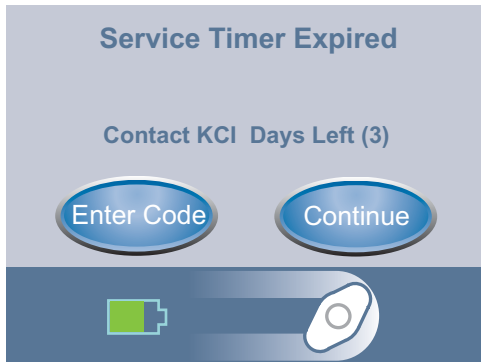 Service Timer Expired
Contact KCI Days Left (3)
Enter Code Continue